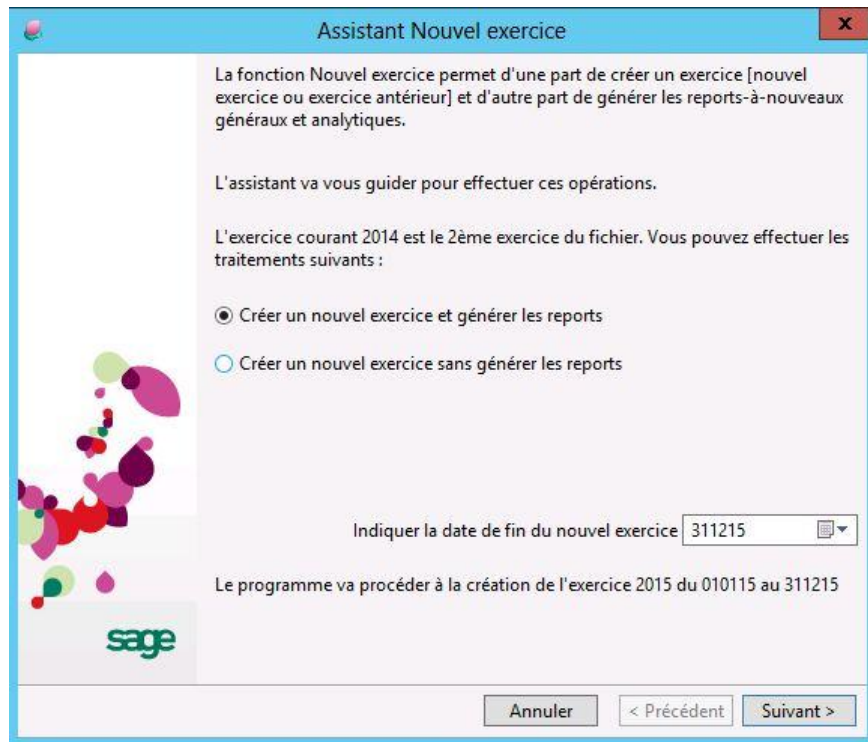 Assistant Nouvel exercice
x
La fonction Nouvel exercice permet d'une part de créer un exercice [nouvel
exercice ou exercice antérieur] et d'autre part de générer les reports-à-nouveaux
généraux et analytiques.
L'assistant va vous guider pour effectuer ces opérations.
L'exercice courant 2014 est le 2ème exercice du fichier. Vous pouvez effectuer les
traitements suivants :
Créer un nouvel exercice et générer les reports
Créer un nouvel exercice sans générer les reports
Indiquer la date de fin du nouvel exercice 311215
Le programme va procéder à la création de l'exercice 2015 du 010115 au 311215
sage
Annuler < Précédent Suivant >